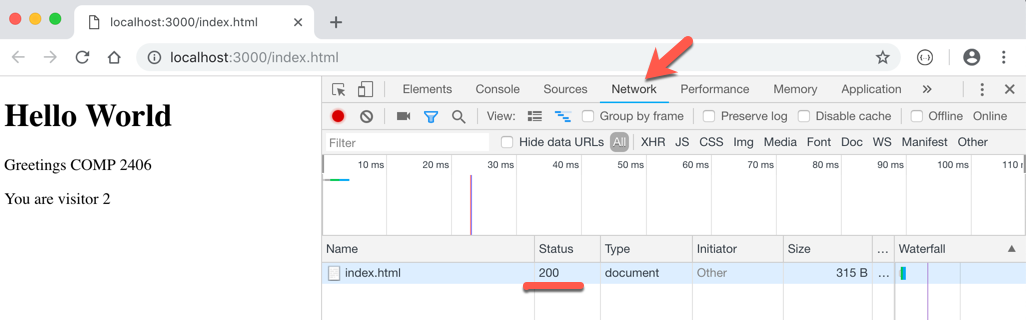 localhost:3000/index.html
localhost:3000/index.html
Hello World
Greetings COMP 2406
You are visitor 2
Elements Console Sources Network Performance Memory Application »
View: Group by frame Preserve log Disable cache Offline Online
Filter Hide data URLs All XHR JS CSS Img Media Font Doc WS Manifest Other
10 ms 20 ms 30 ms 40 ms 50 ms 60 ms 70 ms 80 ms 90 ms 100 ms 110 m
Name Status Type Initiator Size ... Waterfall
index.html 200 document Other 315 B ...